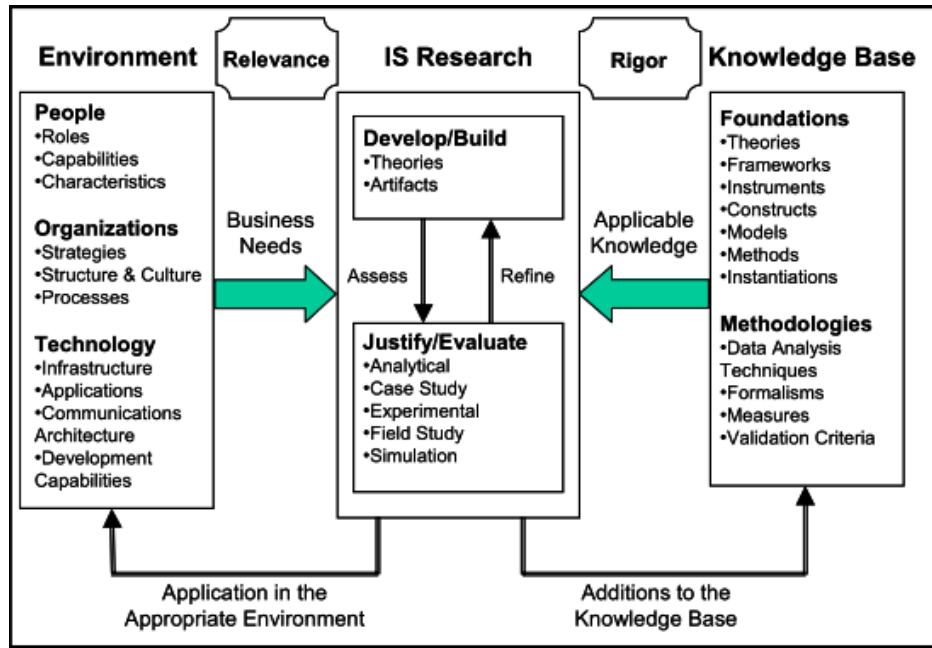 Environment
Relevance
IS Research
Rigor
Knowledge Base
People
•Roles
•Capabilities
•Characteristics
Organizations
•Strategies
•Structure & Culture
•Processes
Technology
•Infrastructure
•Applications
•Communications
Architecture
•Development
Capabilities
Business
Needs
Develop/Build
•Theories
•Artifacts
Assess
Refine
Justify/Evaluate
•Analytical
•Case Study
•Experimental
•Field Study
•Simulation
Applicable
Knowledge
Foundations
•Theories
•Frameworks
•Instruments
•Constructs
•Models
•Methods
•Instantiations
Methodologies
•Data Analysis
Techniques
•Formalisms
•Measures
•Validation Criteria
Application in the
Appropriate Environment
Additions to the
Knowledge Base